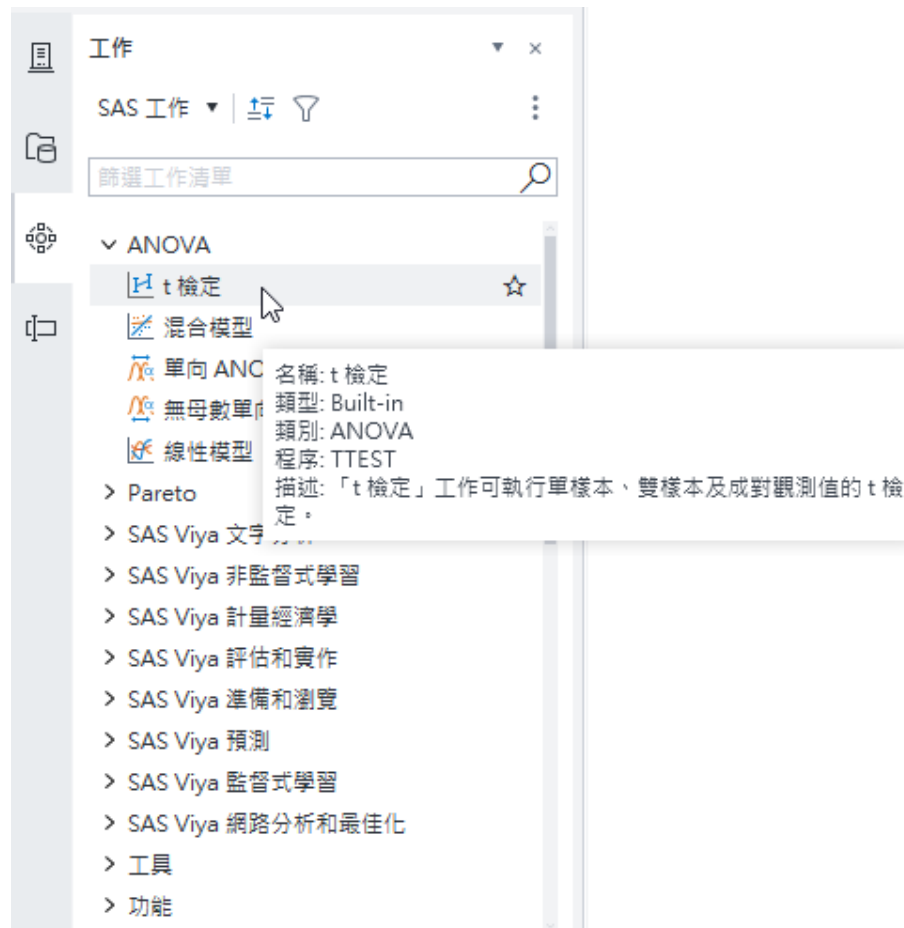 工作
SAS 工作
篩選工作清單
ANOVA
t 檢定
混合模型
單向 ANO
無母數單向
線性模型
名稱: t 檢定
類型: Built-in
類別: ANOVA
程序: TTEST
描述: 「t 檢定」工作可執行單樣本、雙樣本及成對觀測值的 t 檢
定。
Pareto
SAS Viya 文字
SAS Viya 非監督式學習
SAS Viya 計量經濟學
SAS Viya 評估和實作
SAS Viya 準備和瀏覽
SAS Viya 預測
SAS Viya 監督式學習
SAS Viya 網路分析和最佳化
工具
功能